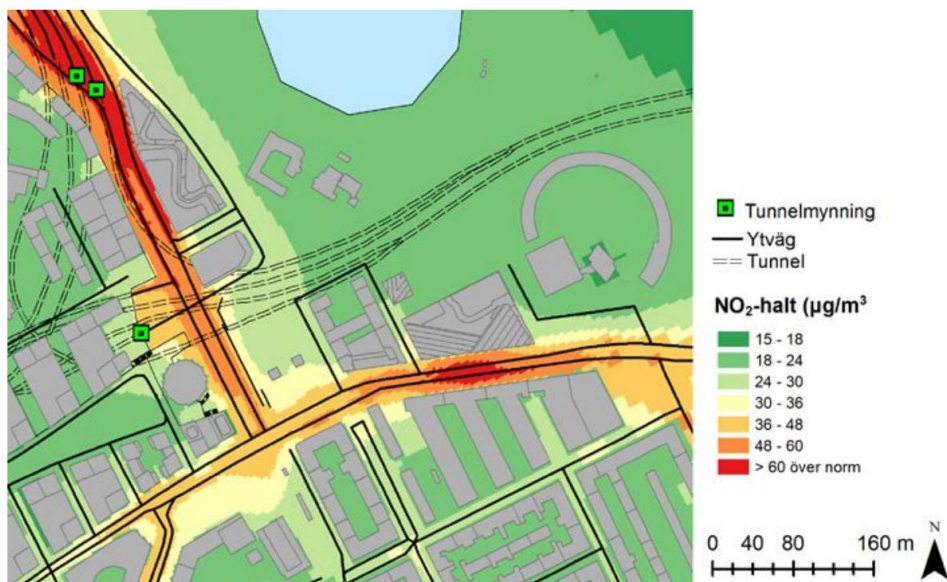 Tunnelmynning
Ytväg
Tunnel
NO₂-halt (µg/m³
15 - 18
18 - 24
24 - 30
30 - 36
36 - 48
48 - 60
> 60 över norm
N
0 40 80 160 m